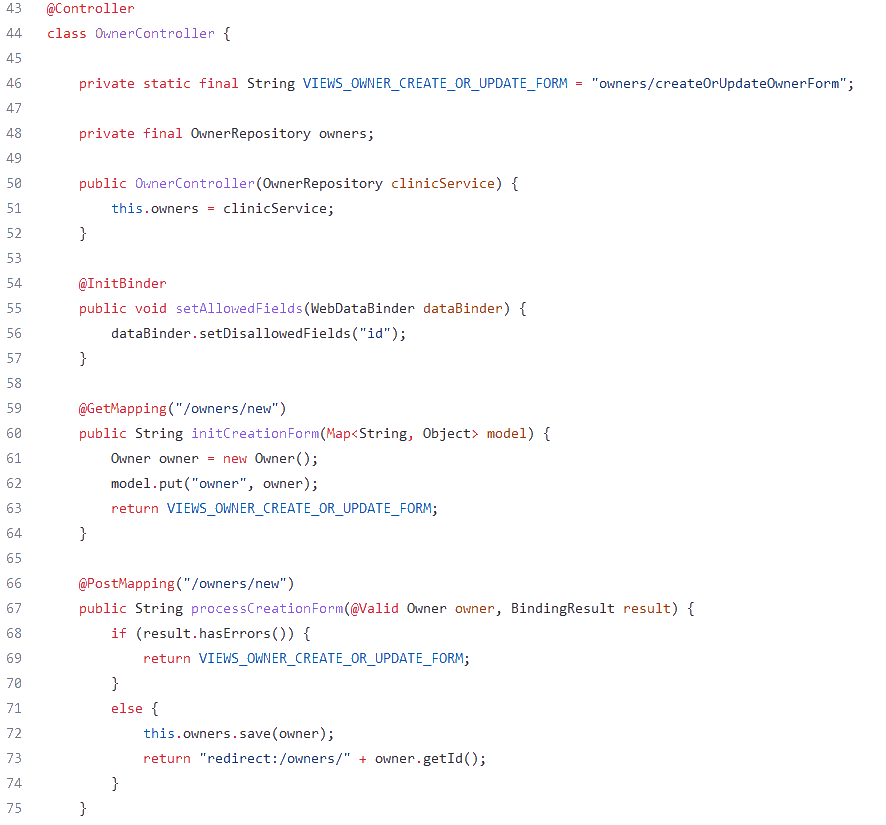 43 @Controller
44 class OwnerController {
45
46     private static final String VIEWS_OWNER_CREATE_OR_UPDATE_FORM = "owners/createOrUpdateOwnerForm";
47
48     private final OwnerRepository owners;
49
50     public OwnerController(OwnerRepository clinicService) {
51         this.owners = clinicService;
52     }
53
54     @InitBinder
55     public void setAllowedFields(WebDataBinder dataBinder) {
56         dataBinder.setDisallowedFields("id");
57     }
58
59     @GetMapping("/owners/new")
60     public String initCreationForm(Map<String, Object> model) {
61         Owner owner = new Owner();
62         model.put("owner", owner);
63         return VIEWS_OWNER_CREATE_OR_UPDATE_FORM;
64     }
65
66     @PostMapping("/owners/new")
67     public String processCreationForm(@Valid Owner owner, BindingResult result) {
68         if (result.hasErrors()) {
69             return VIEWS_OWNER_CREATE_OR_UPDATE_FORM;
70         }
71         else {
72             this.owners.save(owner);
73             return "redirect:/owners/" + owner.getId();
74         }
75     }